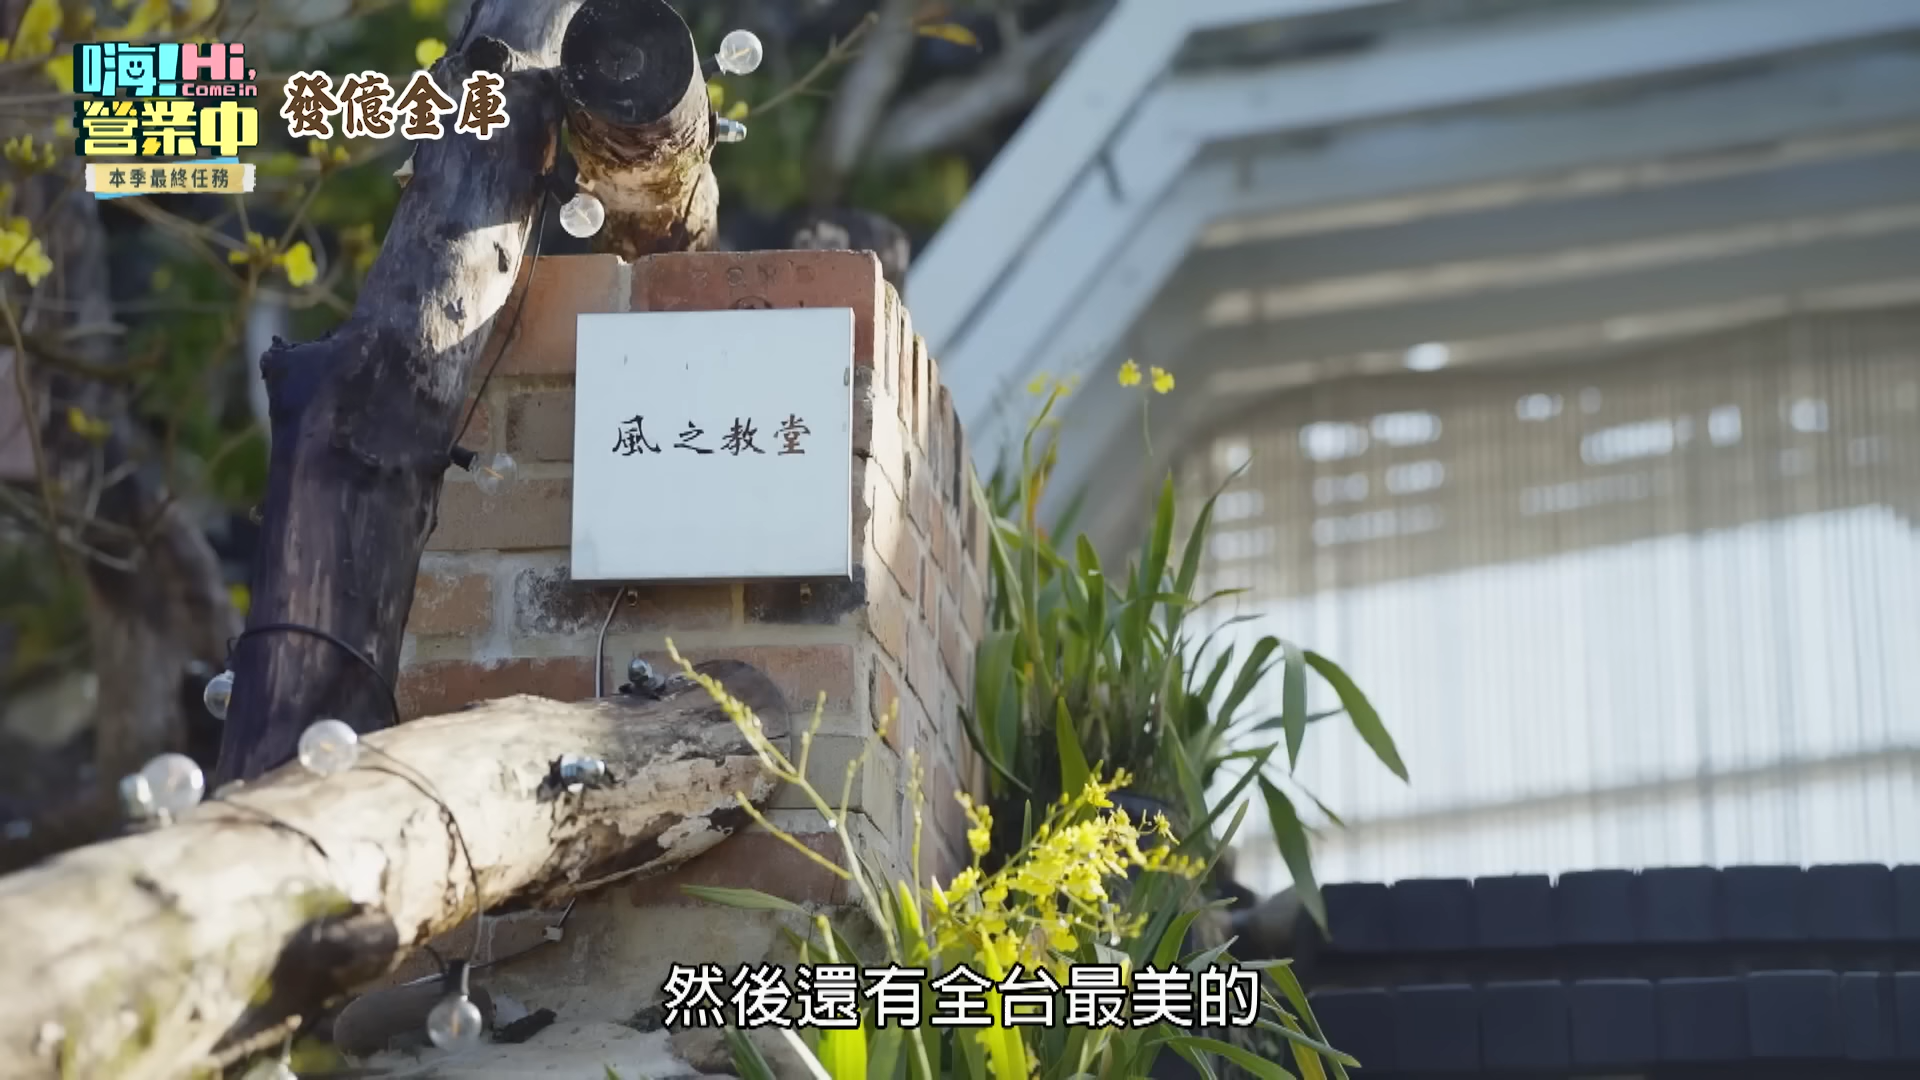 嗨!Hi,
Come in
營業中
本季最終任務
發億金庫
風之教堂
然後還有全台最美的